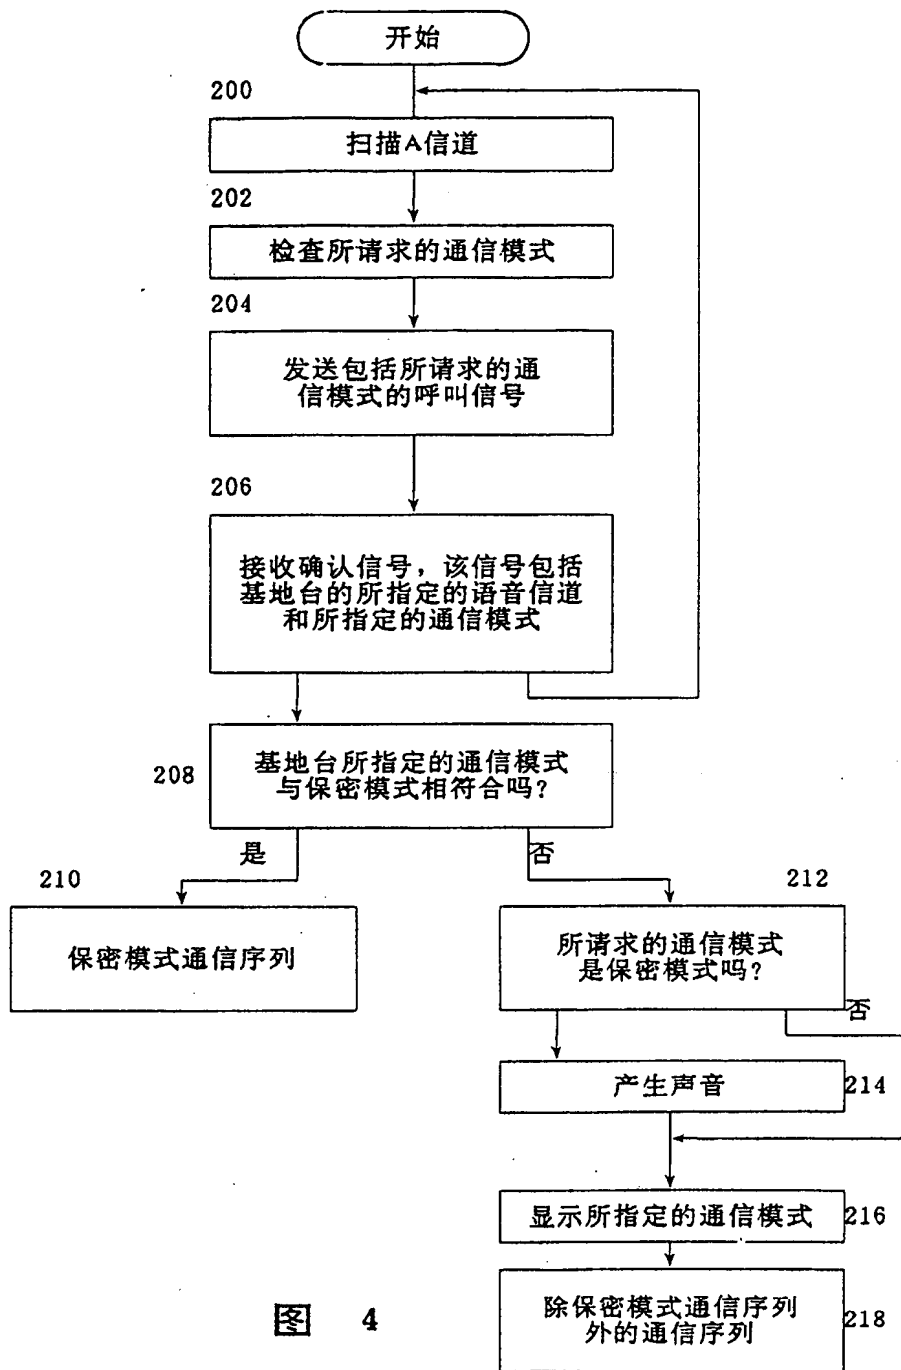 开始
200
扫描A信道
202
检查所请求的通信模式
204
发送包括所请求的通
信模式的呼叫信号
206
接收确认信号，该信号包括
基地台的所指定的语音信道
和所指定的通信模式
208
基地台所指定的通信模式
与保密模式相符合吗？
是
否
210
212
保密模式通信序列
所请求的通信模式
是保密模式吗？
否
产生声音
214
显示所指定的通信模式
216
除保密模式通信序列
外的通信序列
218
图 4